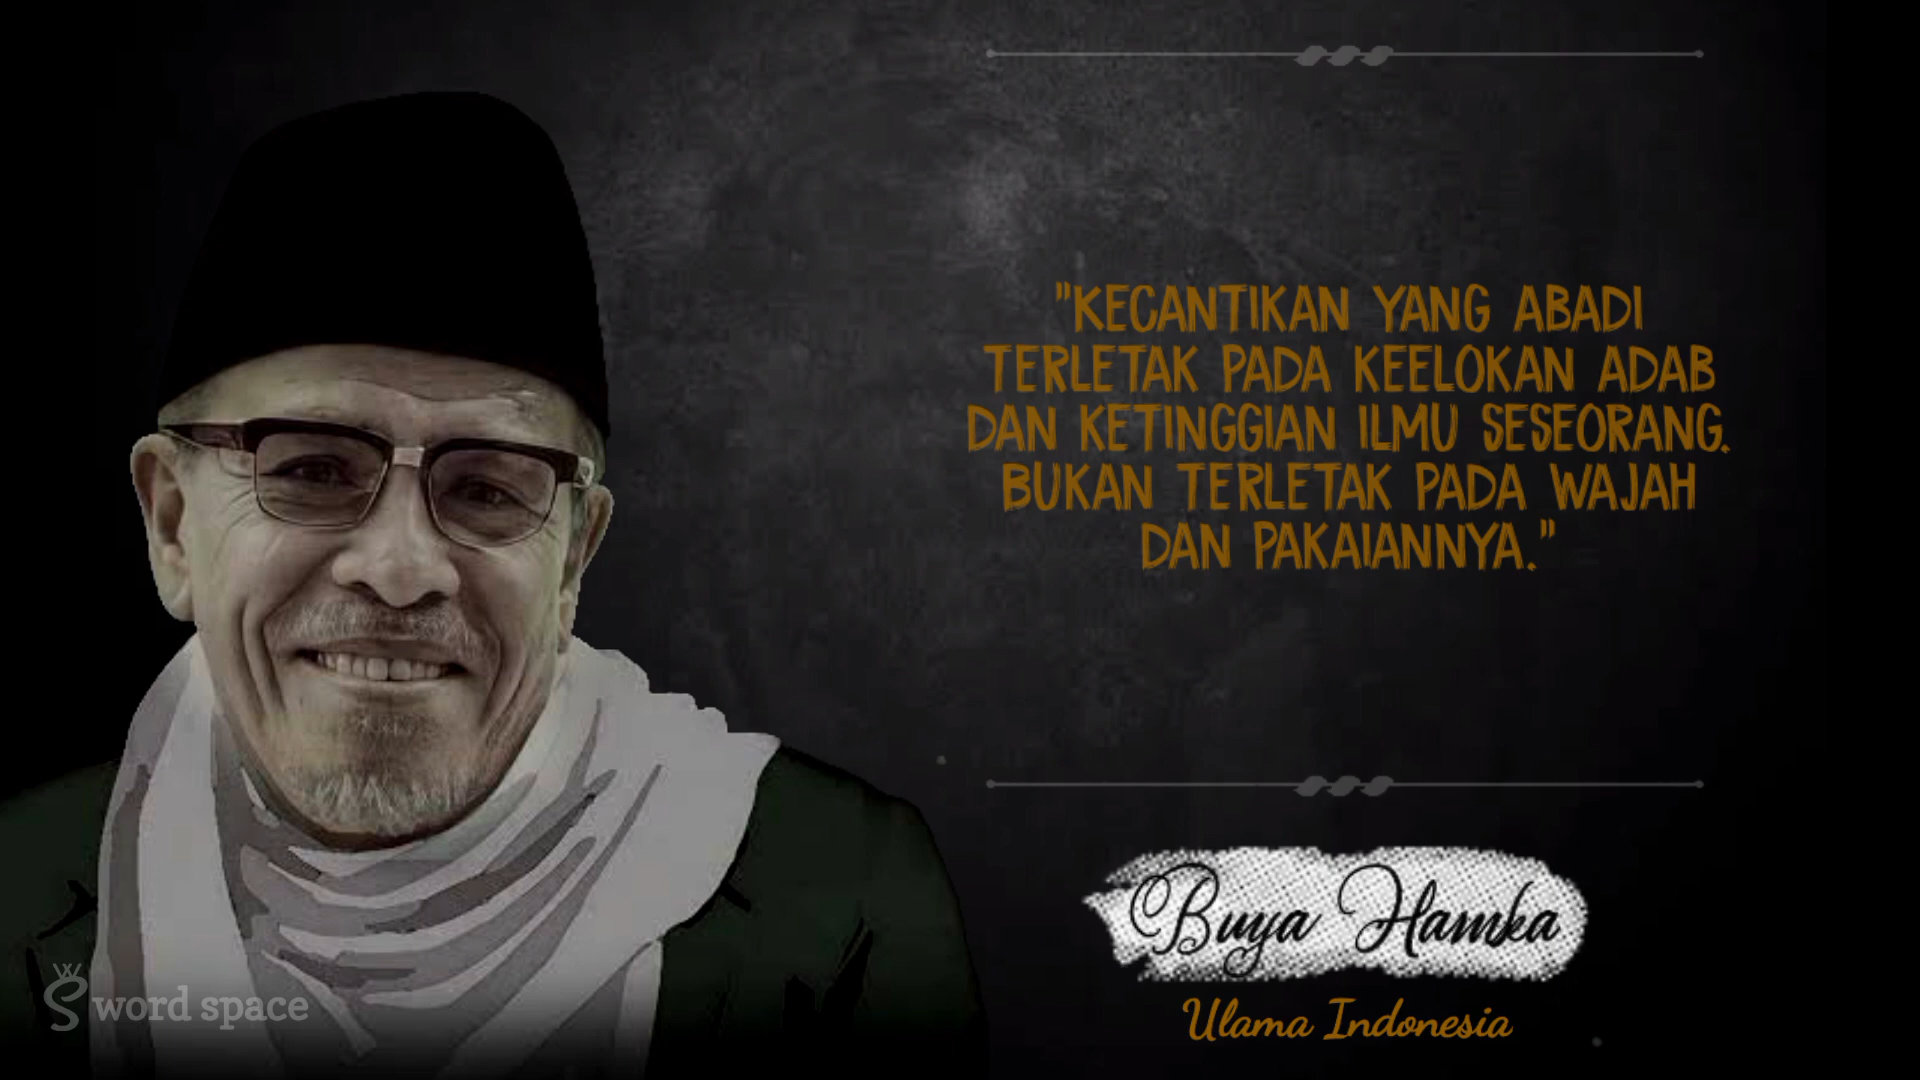 "KECANTIKAN YANG ABADI
TERLETAK PADA KEELOKAN ADAB
DAN KETINGGIAN ILMU SESEORANG.
BUKAN TERLETAK PADA WAJAH
DAN PAKAIANNYA."
Buya Hamka
Ulama Indonesia
word space